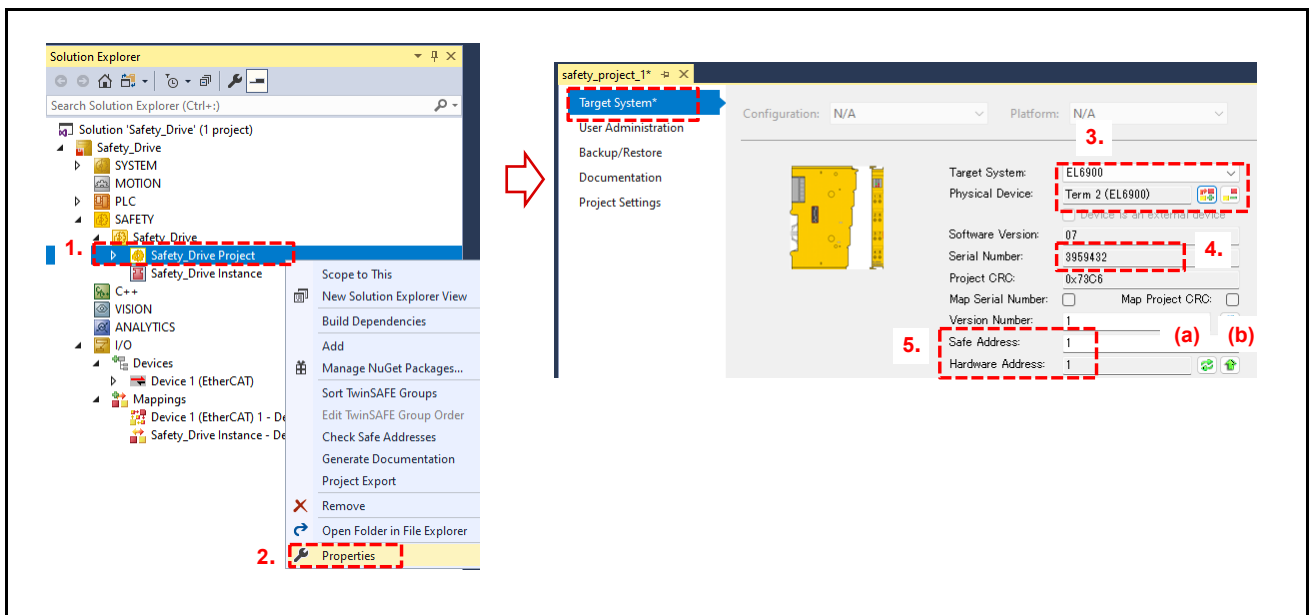 Solution Explorer
Search Solution Explorer (Ctrl+:)
Solution 'Safety_Drive' (1 project)
Safety_Drive
SYSTEM
MOTION
PLC
SAFETY
Safety_Drive
1.
Safety_Drive Project
Safety_Drive Instance
C++
VISION
ANALYTICS
I/O
Devices
Device 1 (EtherCAT)
Mappings
Device 1 (EtherCAT) 1 - De
Safety_Drive Instance - De
Scope to This
New Solution Explorer View
Build Dependencies
Add
Manage NuGet Packages...
Sort TwinSAFE Groups
Edit TwinSAFE Group Order
Check Safe Addresses
Generate Documentation
Project Export
Remove
Open Folder in File Explorer
2.
Properties
safety_project_1*
Target System*
User Administration
Backup/Restore
Documentation
Project Settings
Configuration: N/A
Platform: N/A
3.
Target System: EL6900
Physical Device: Term 2 (EL6900)
Device is an external device
Software Version: 07
Serial Number: 3959432
4.
Project CRC: 0x73C6
Map Serial Number:
Map Project CRC:
Version Number: 1
5.
Safe Address: 1
(a)
(b)
Hardware Address: 1